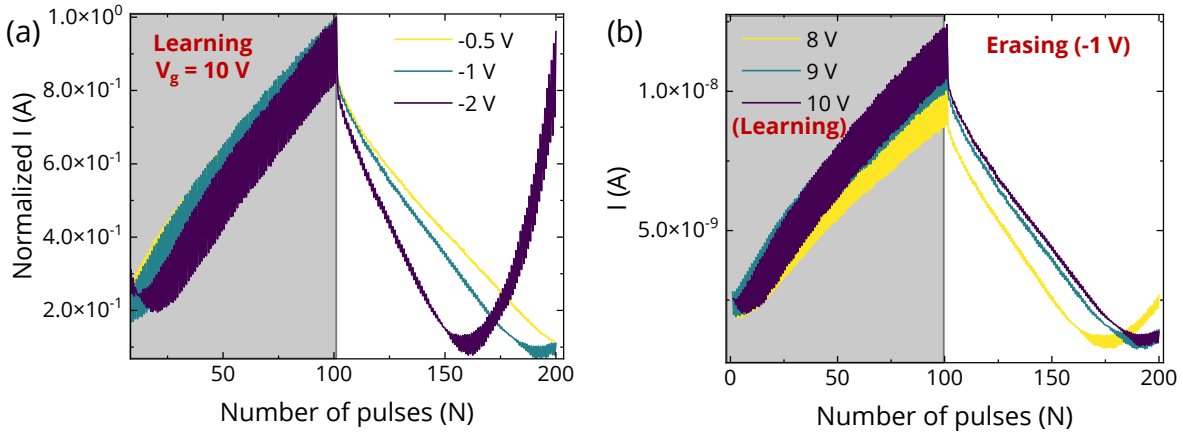 (a)
Learning
V_g = 10 V
-0.5 V
-1 V
-2 V
Normalized I (A)
1.0×10⁰
8.0×10⁻¹
6.0×10⁻¹
4.0×10⁻¹
2.0×10⁻¹
50
100
150
200
Number of pulses (N)
(b)
8 V
9 V
10 V
(Learning)
Erasing (-1 V)
I (A)
1.0×10⁻⁸
5.0×10⁻⁹
0
50
100
150
200
Number of pulses (N)